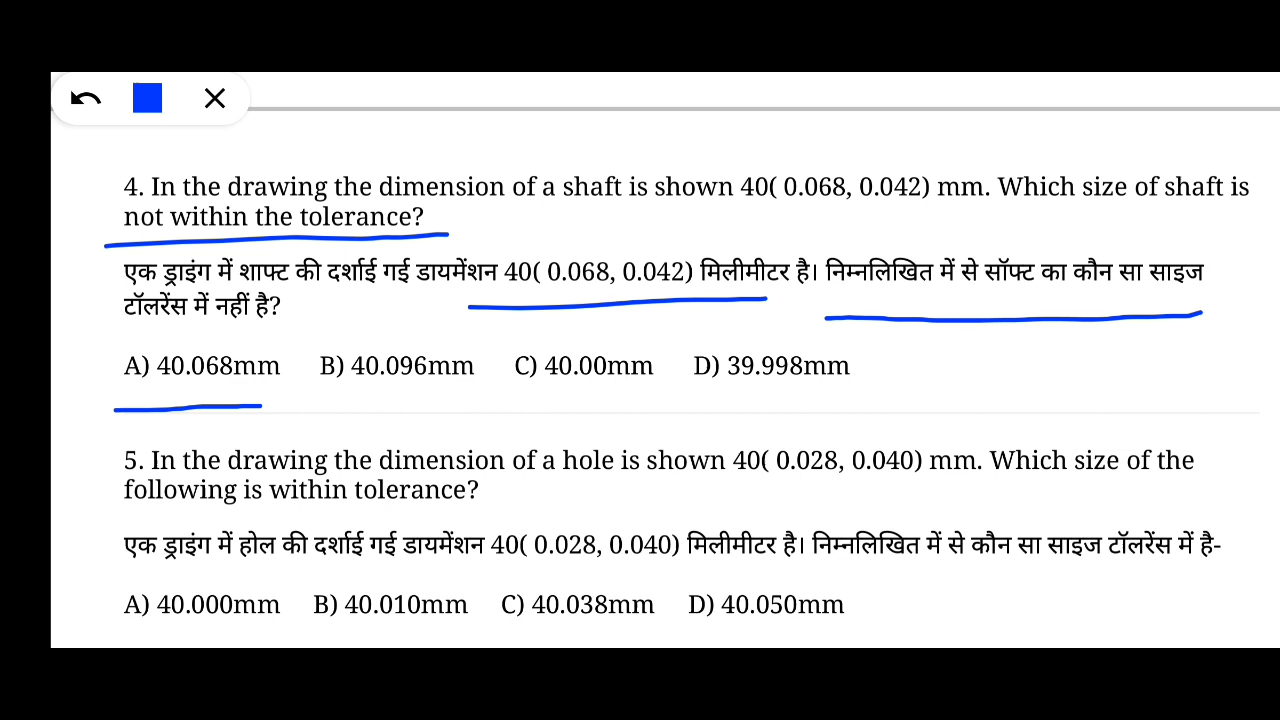 4. In the drawing the dimension of a shaft is shown 40( 0.068, 0.042) mm. Which size of shaft is
not within the tolerance?
एक ड्राइंग में शाफ्ट की दर्शाई गई डायमेंशन 40( 0.068, 0.042) मिलीमीटर है। निम्नलिखित में से सॉफ्ट का कौन सा साइज
टॉलरेंस में नहीं है?
A) 40.068mm B) 40.096mm C) 40.00mm D) 39.998mm
5. In the drawing the dimension of a hole is shown 40( 0.028, 0.040) mm. Which size of the
following is within tolerance?
एक ड्राइंग में होल की दर्शाई गई डायमेंशन 40( 0.028, 0.040) मिलीमीटर है। निम्नलिखित में से कौन सा साइज टॉलरेंस में है-
A) 40.000mm B) 40.010mm C) 40.038mm D) 40.050mm